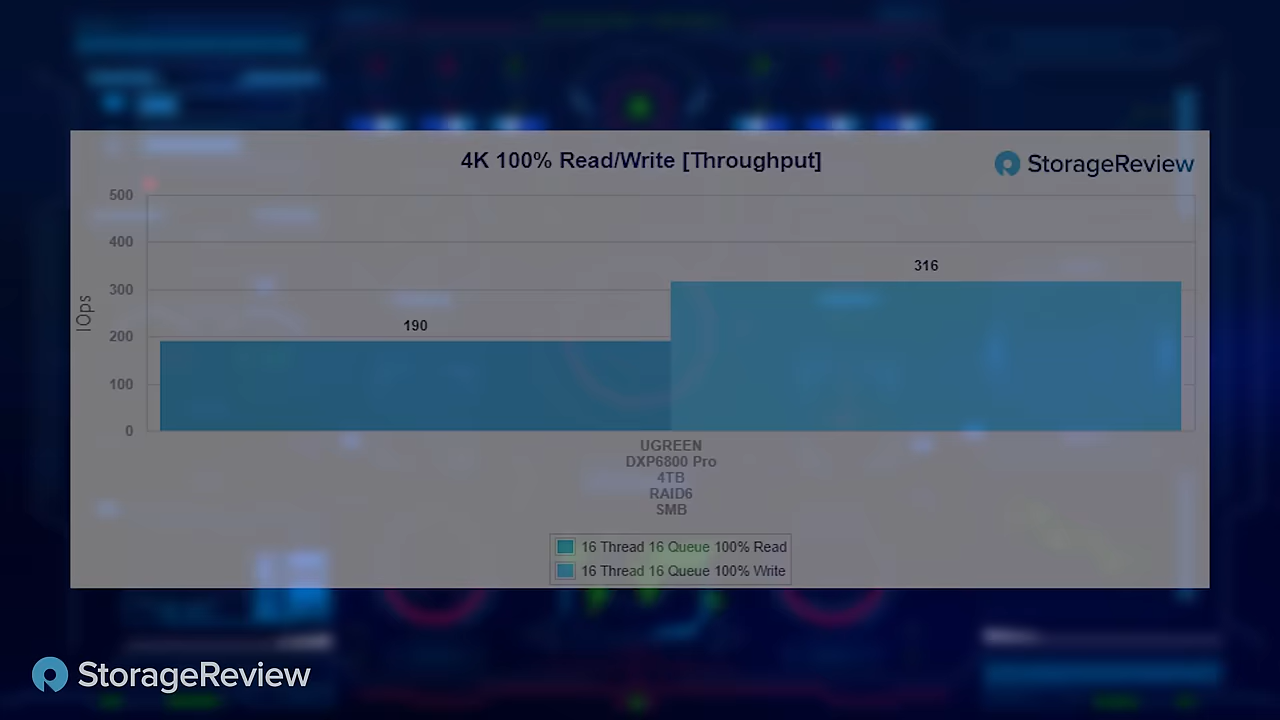 4K 100% Read/Write [Throughput]
StorageReview
500
400
300
200
100
0
IOps
190
316
UGREEN
DXP6800 Pro
4TB
RAID6
SMB
16 Thread 16 Queue 100% Read
16 Thread 16 Queue 100% Write
StorageReview